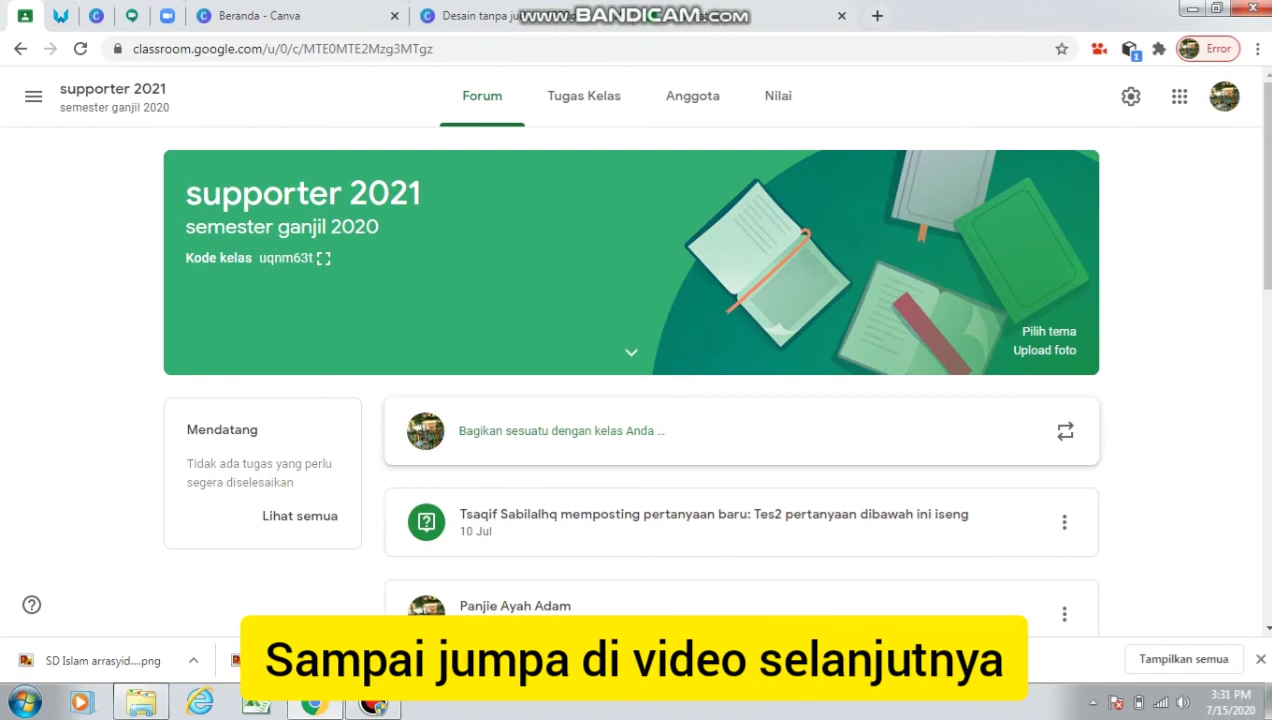 Beranda - Canva
Desain tanpa ju
www.BANDICAM.com
classroom.google.com/u/0/c/MTE0MTE2Mzg3MTgz
Error
1
supporter 2021
semester ganjil 2020
Forum
Tugas Kelas
Anggota
Nilai
supporter 2021
semester ganjil 2020
Kode kelas uqnm63t
Pilih tema
Upload foto
Mendatang
Tidak ada tugas yang perlu
segera diselesaikan
Lihat semua
Bagikan sesuatu dengan kelas Anda ...
Tsaqif Sabilalhq memposting pertanyaan baru: Tes2 pertanyaan dibawah ini iseng
10 Jul
Panjie Ayah Adam
SD Islam arrasyid....png
Tampilkan semua
Sampai jumpa di video selanjutnya
3:31 PM
7/15/2020